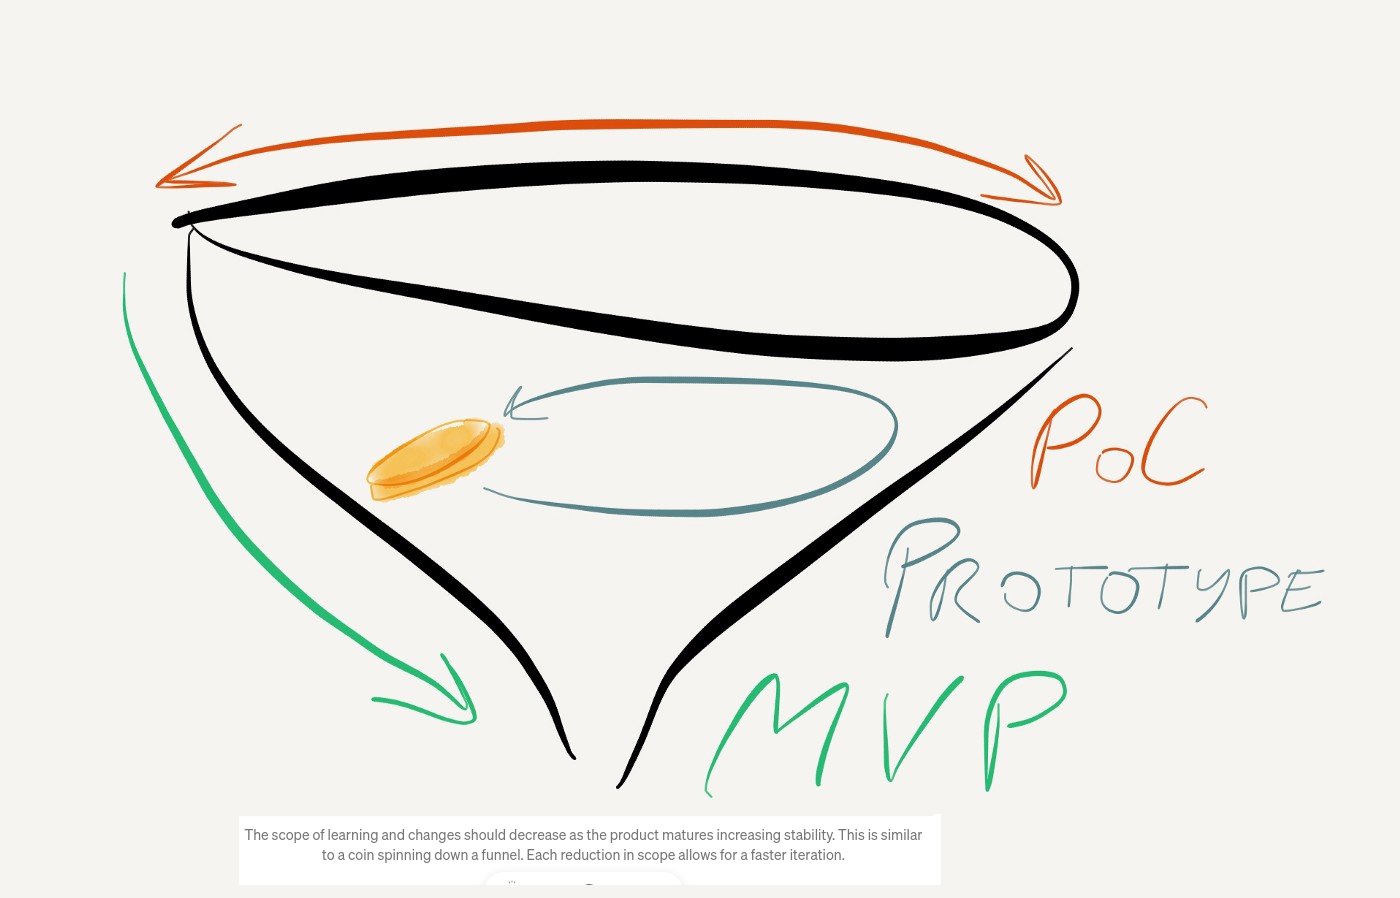 PoC
PROTOTYPE
MVP
The scope of learning and changes should decrease as the product matures increasing stability. This is similar
to a coin spinning down a funnel. Each reduction in scope allows for a faster iteration.